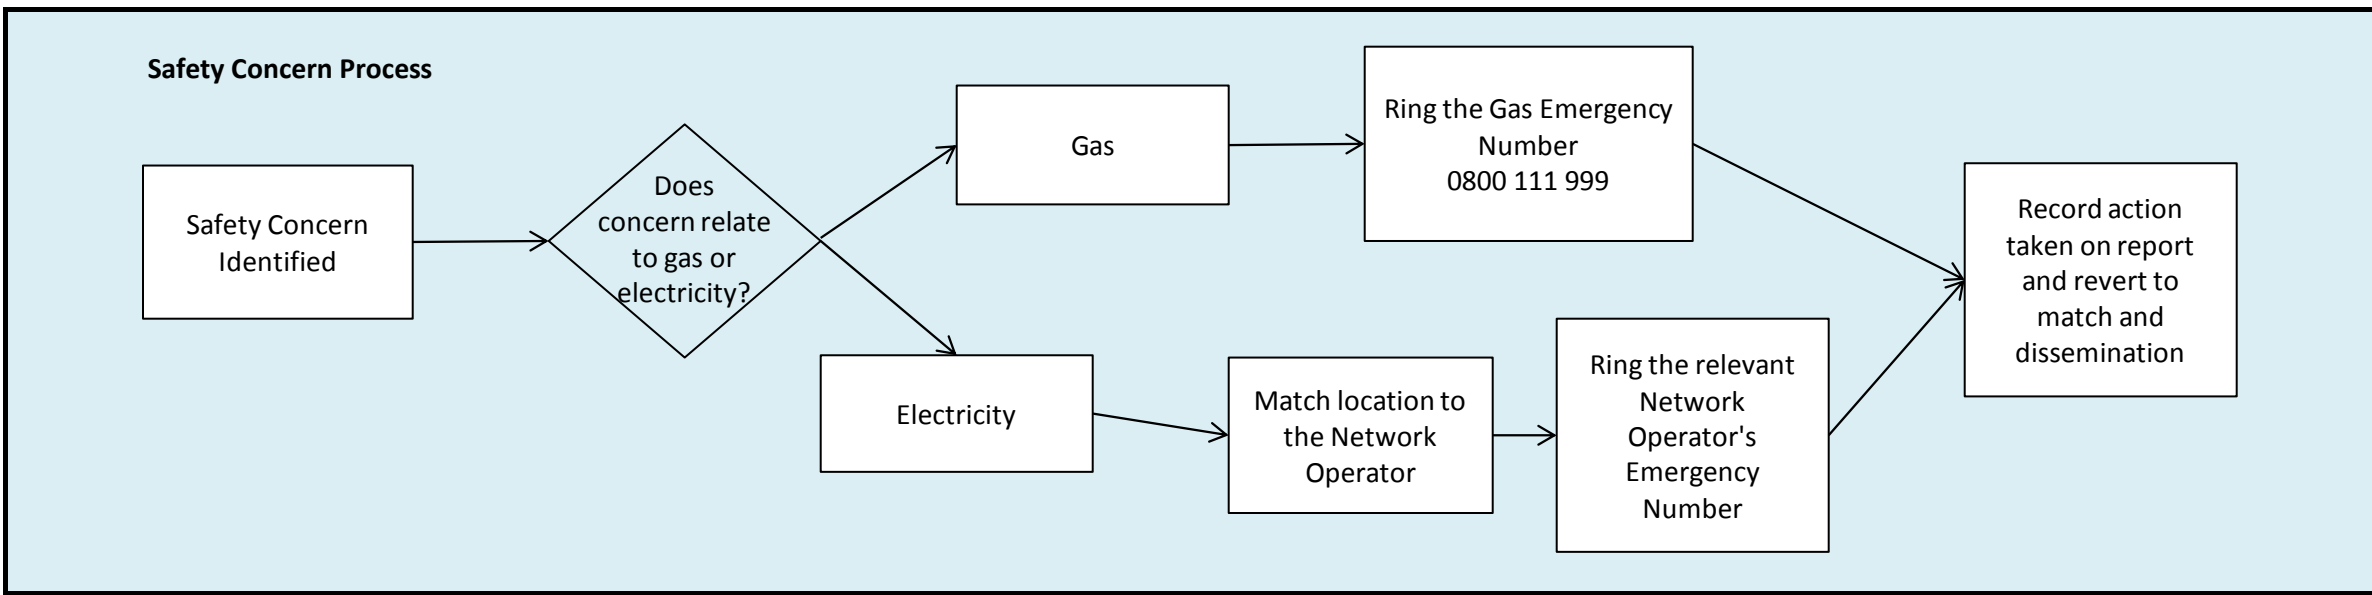 Safety Concern Process
Safety Concern
Identified
Does
concern relate
to gas or
electricity?
Gas
Ring the Gas Emergency
Number
0800 111 999
Electricity
Match location to
the Network
Operator
Ring the relevant
Network
Operator's
Emergency
Number
Record action
taken on report
and revert to
match and
dissemination